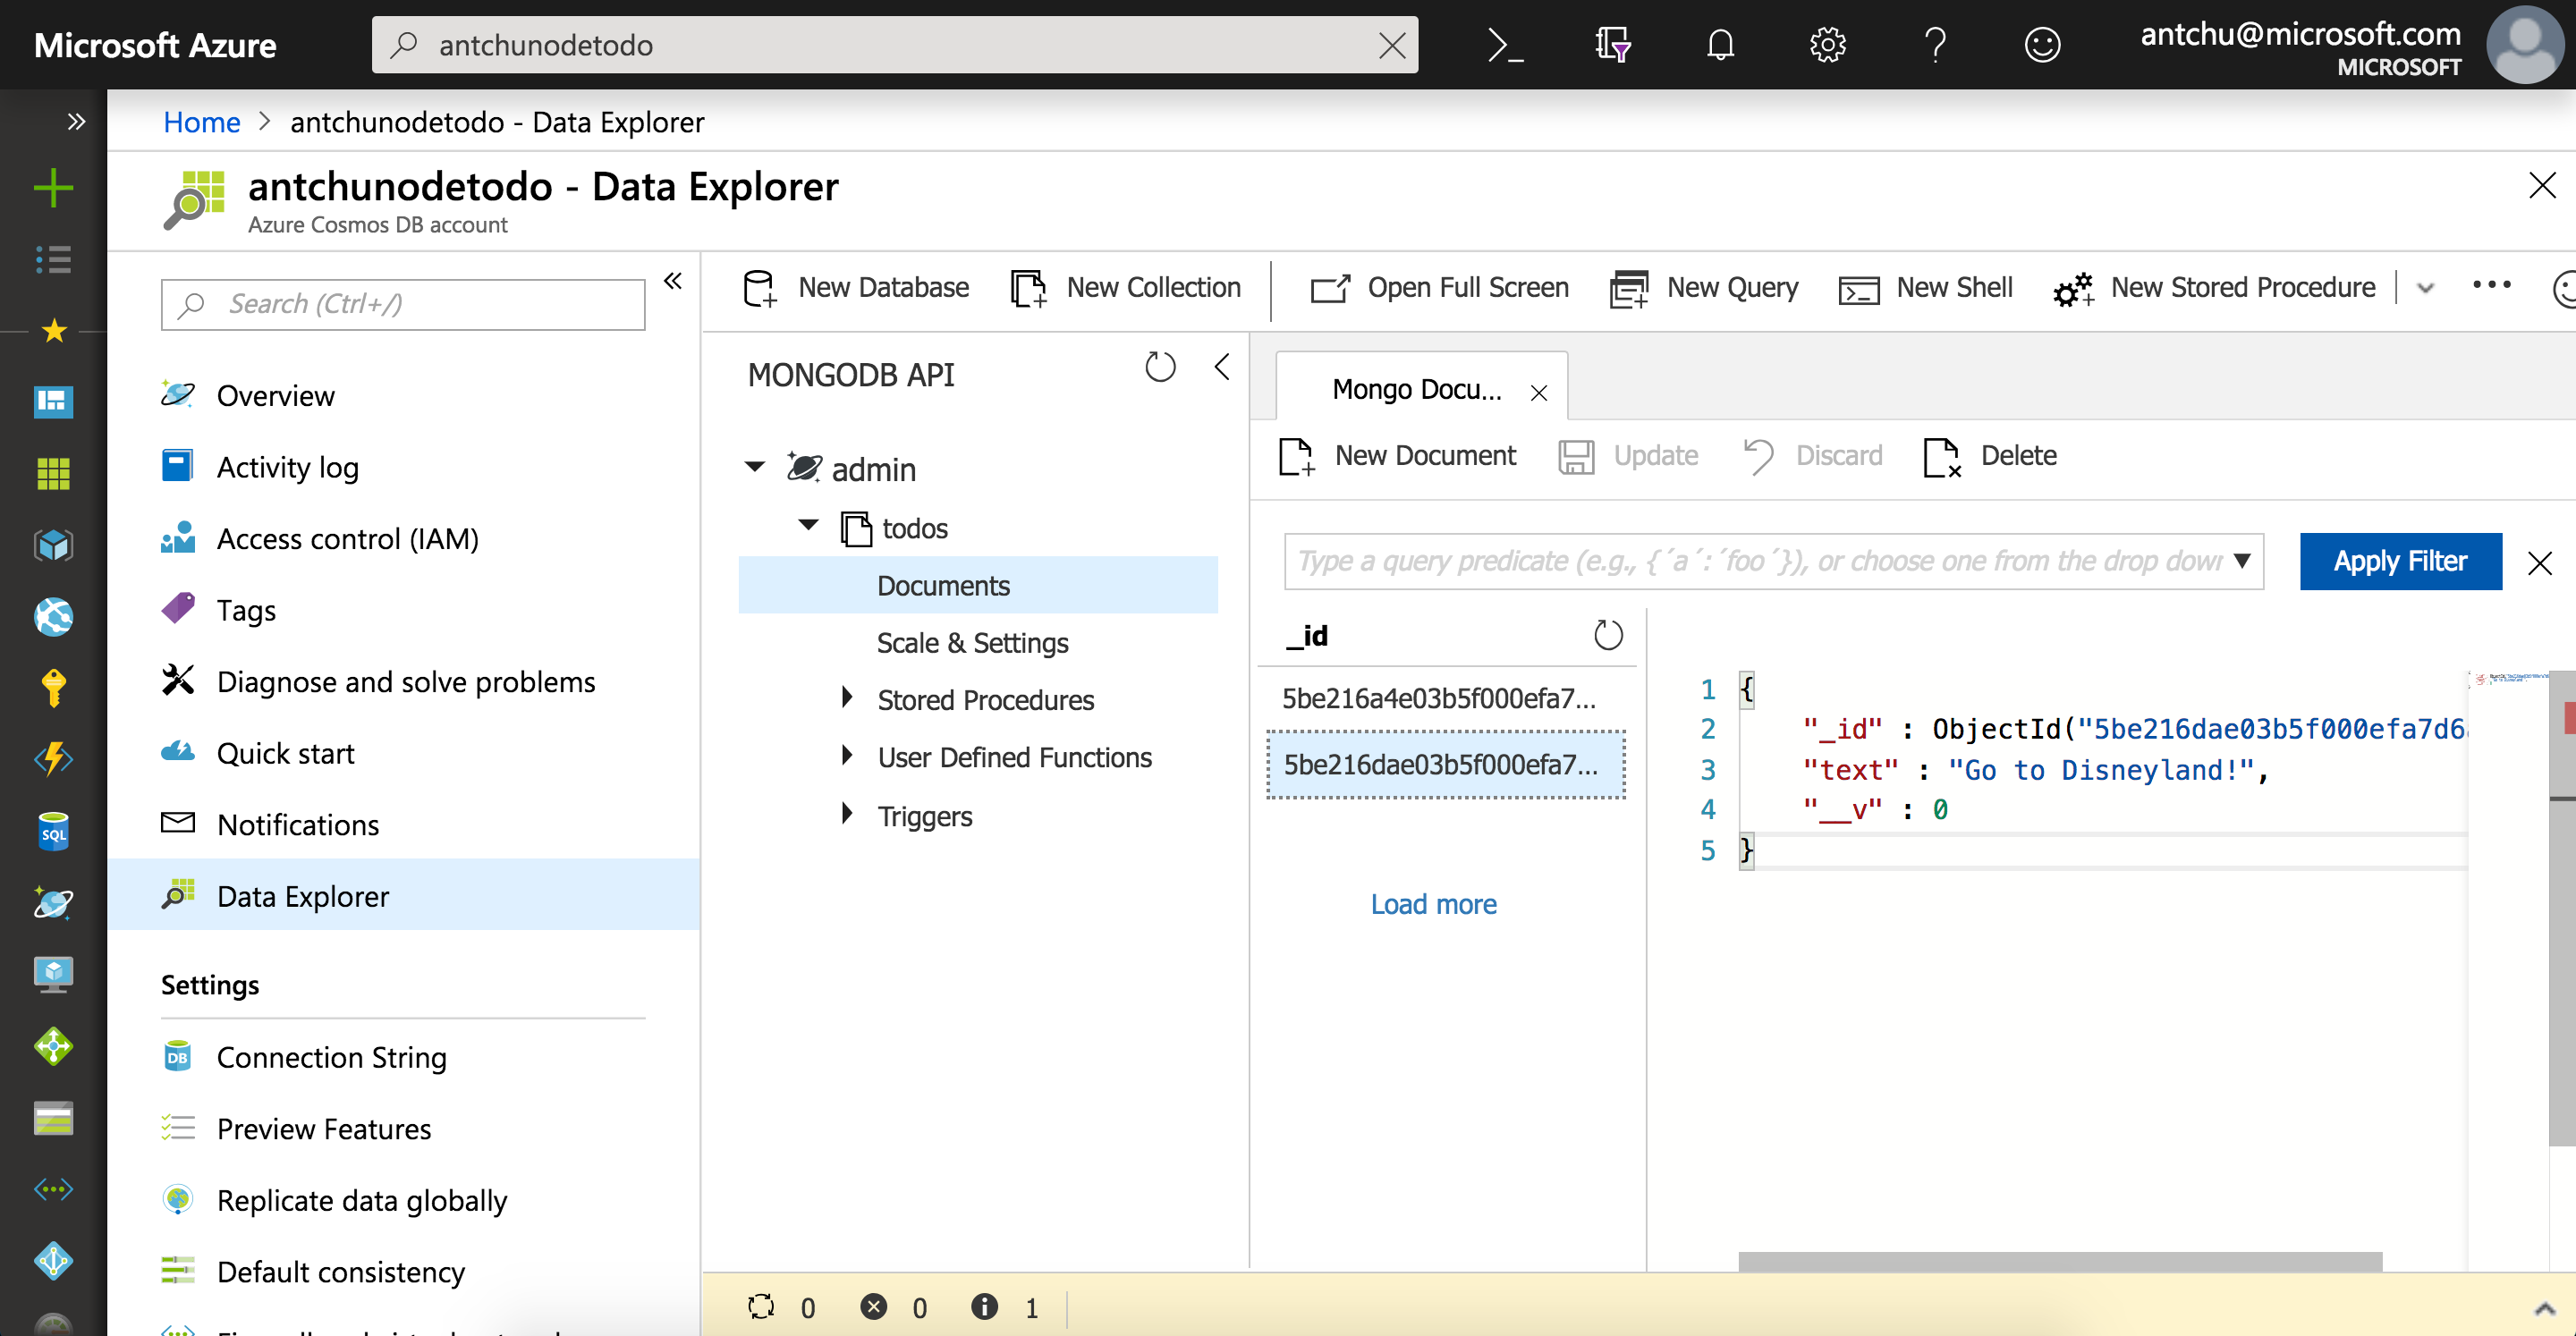 Microsoft Azure
antchunodetodo
antchu@microsoft.com
MICROSOFT
Home > antchunodetodo - Data Explorer
antchunodetodo - Data Explorer
Azure Cosmos DB account
Search (Ctrl+/)
Overview
Activity log
Access control (IAM)
Tags
Diagnose and solve problems
Quick start
Notifications
Data Explorer
Settings
Connection String
Preview Features
Replicate data globally
Default consistency
SQL
DB
New Database
New Collection
Open Full Screen
New Query
New Shell
New Stored Procedure
MONGODB API
admin
todos
Documents
Scale & Settings
Stored Procedures
User Defined Functions
Triggers
Mongo Docu...
New Document
Update
Discard
Delete
Type a query predicate (e.g., {´a´:´foo´}), or choose one from the drop down
Apply Filter
_id
5be216a4e03b5f000efa7...
5be216dae03b5f000efa7...
Load more
1 {
2 "_id" : ObjectId("5be216dae03b5f000efa7d6
3 "text" : "Go to Disneyland!",
4 "__v" : 0
5 }
0 0 1